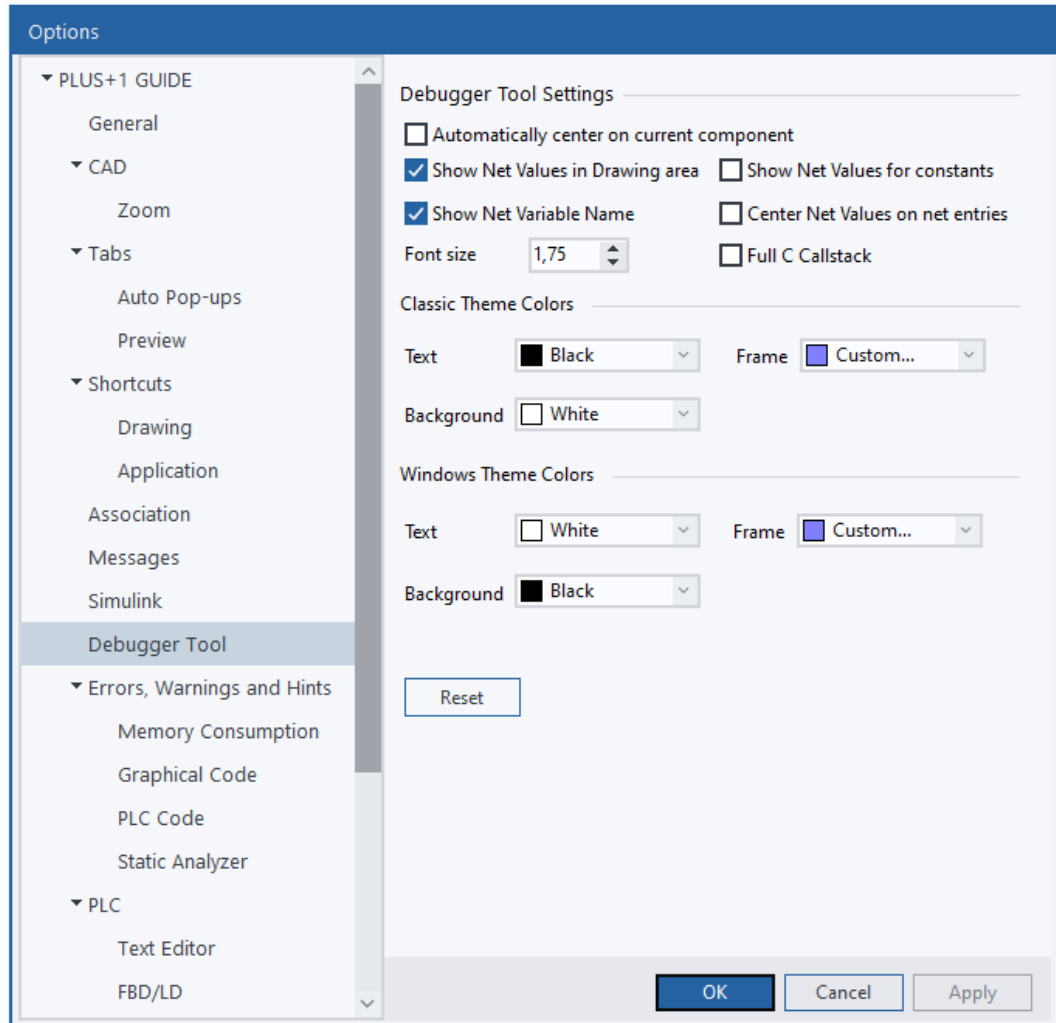 Options
PLUS+1 GUIDE
General
CAD
Zoom
Tabs
Auto Pop-ups
Preview
Shortcuts
Drawing
Application
Association
Messages
Simulink
Debugger Tool
Errors, Warnings and Hints
Memory Consumption
Graphical Code
PLC Code
Static Analyzer
PLC
Text Editor
FBD/LD
Debugger Tool Settings
Automatically center on current component
Show Net Values in Drawing area Show Net Values for constants
Show Net Variable Name Center Net Values on net entries
Font size 1,75 Full C Callstack
Classic Theme Colors
Text Black Frame Custom...
Background White
Windows Theme Colors
Text White Frame Custom...
Background Black
Reset
OK Cancel Apply